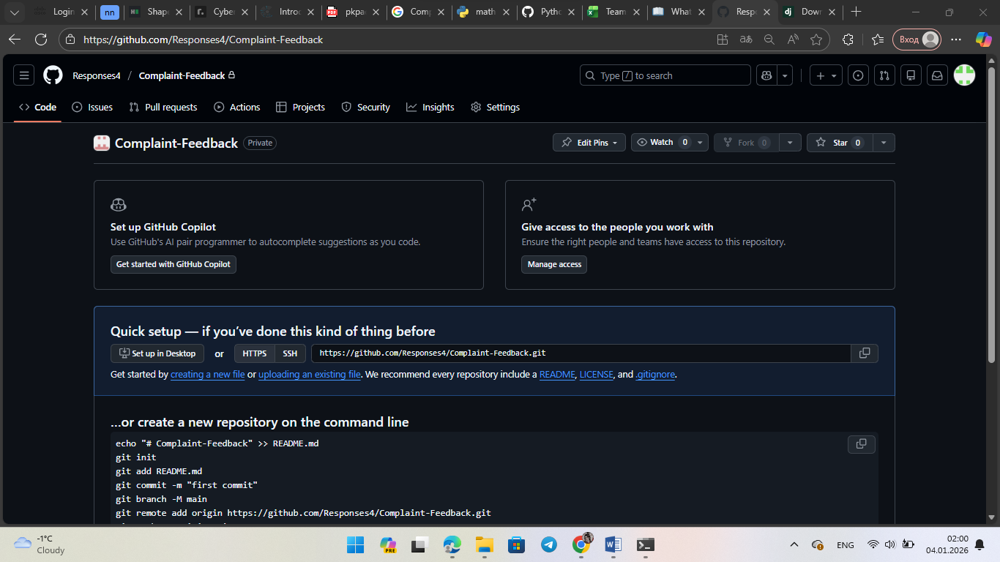 Login
nn
Shape
Cyber
Introd
PDF
pkpa
Comp
math
Pytho
Team
What
Respo
dj
Down
https://github.com/Responses4/Complaint-Feedback
Вход
Responses4 / Complaint-Feedback
Type / to search
Code
Issues
Pull requests
Actions
Projects
Security
Insights
Settings
Complaint-Feedback Private
Edit Pins
Watch 0
Fork 0
Star 0
Set up GitHub Copilot
Use GitHub's AI pair programmer to autocomplete suggestions as you code.
Get started with GitHub Copilot
Give access to the people you work with
Ensure the right people and teams have access to this repository.
Manage access
Quick setup — if you've done this kind of thing before
Set up in Desktop or HTTPS SSH https://github.com/Responses4/Complaint-Feedback.git
Get started by creating a new file or uploading an existing file. We recommend every repository include a README, LICENSE, and .gitignore.
...or create a new repository on the command line
echo "# Complaint-Feedback" >> README.md
git init
git add README.md
git commit -m "first commit"
git branch -M main
git remote add origin https://github.com/Responses4/Complaint-Feedback.git
-1°C
Cloudy
PRE
ENG
02:00
04.01.2026